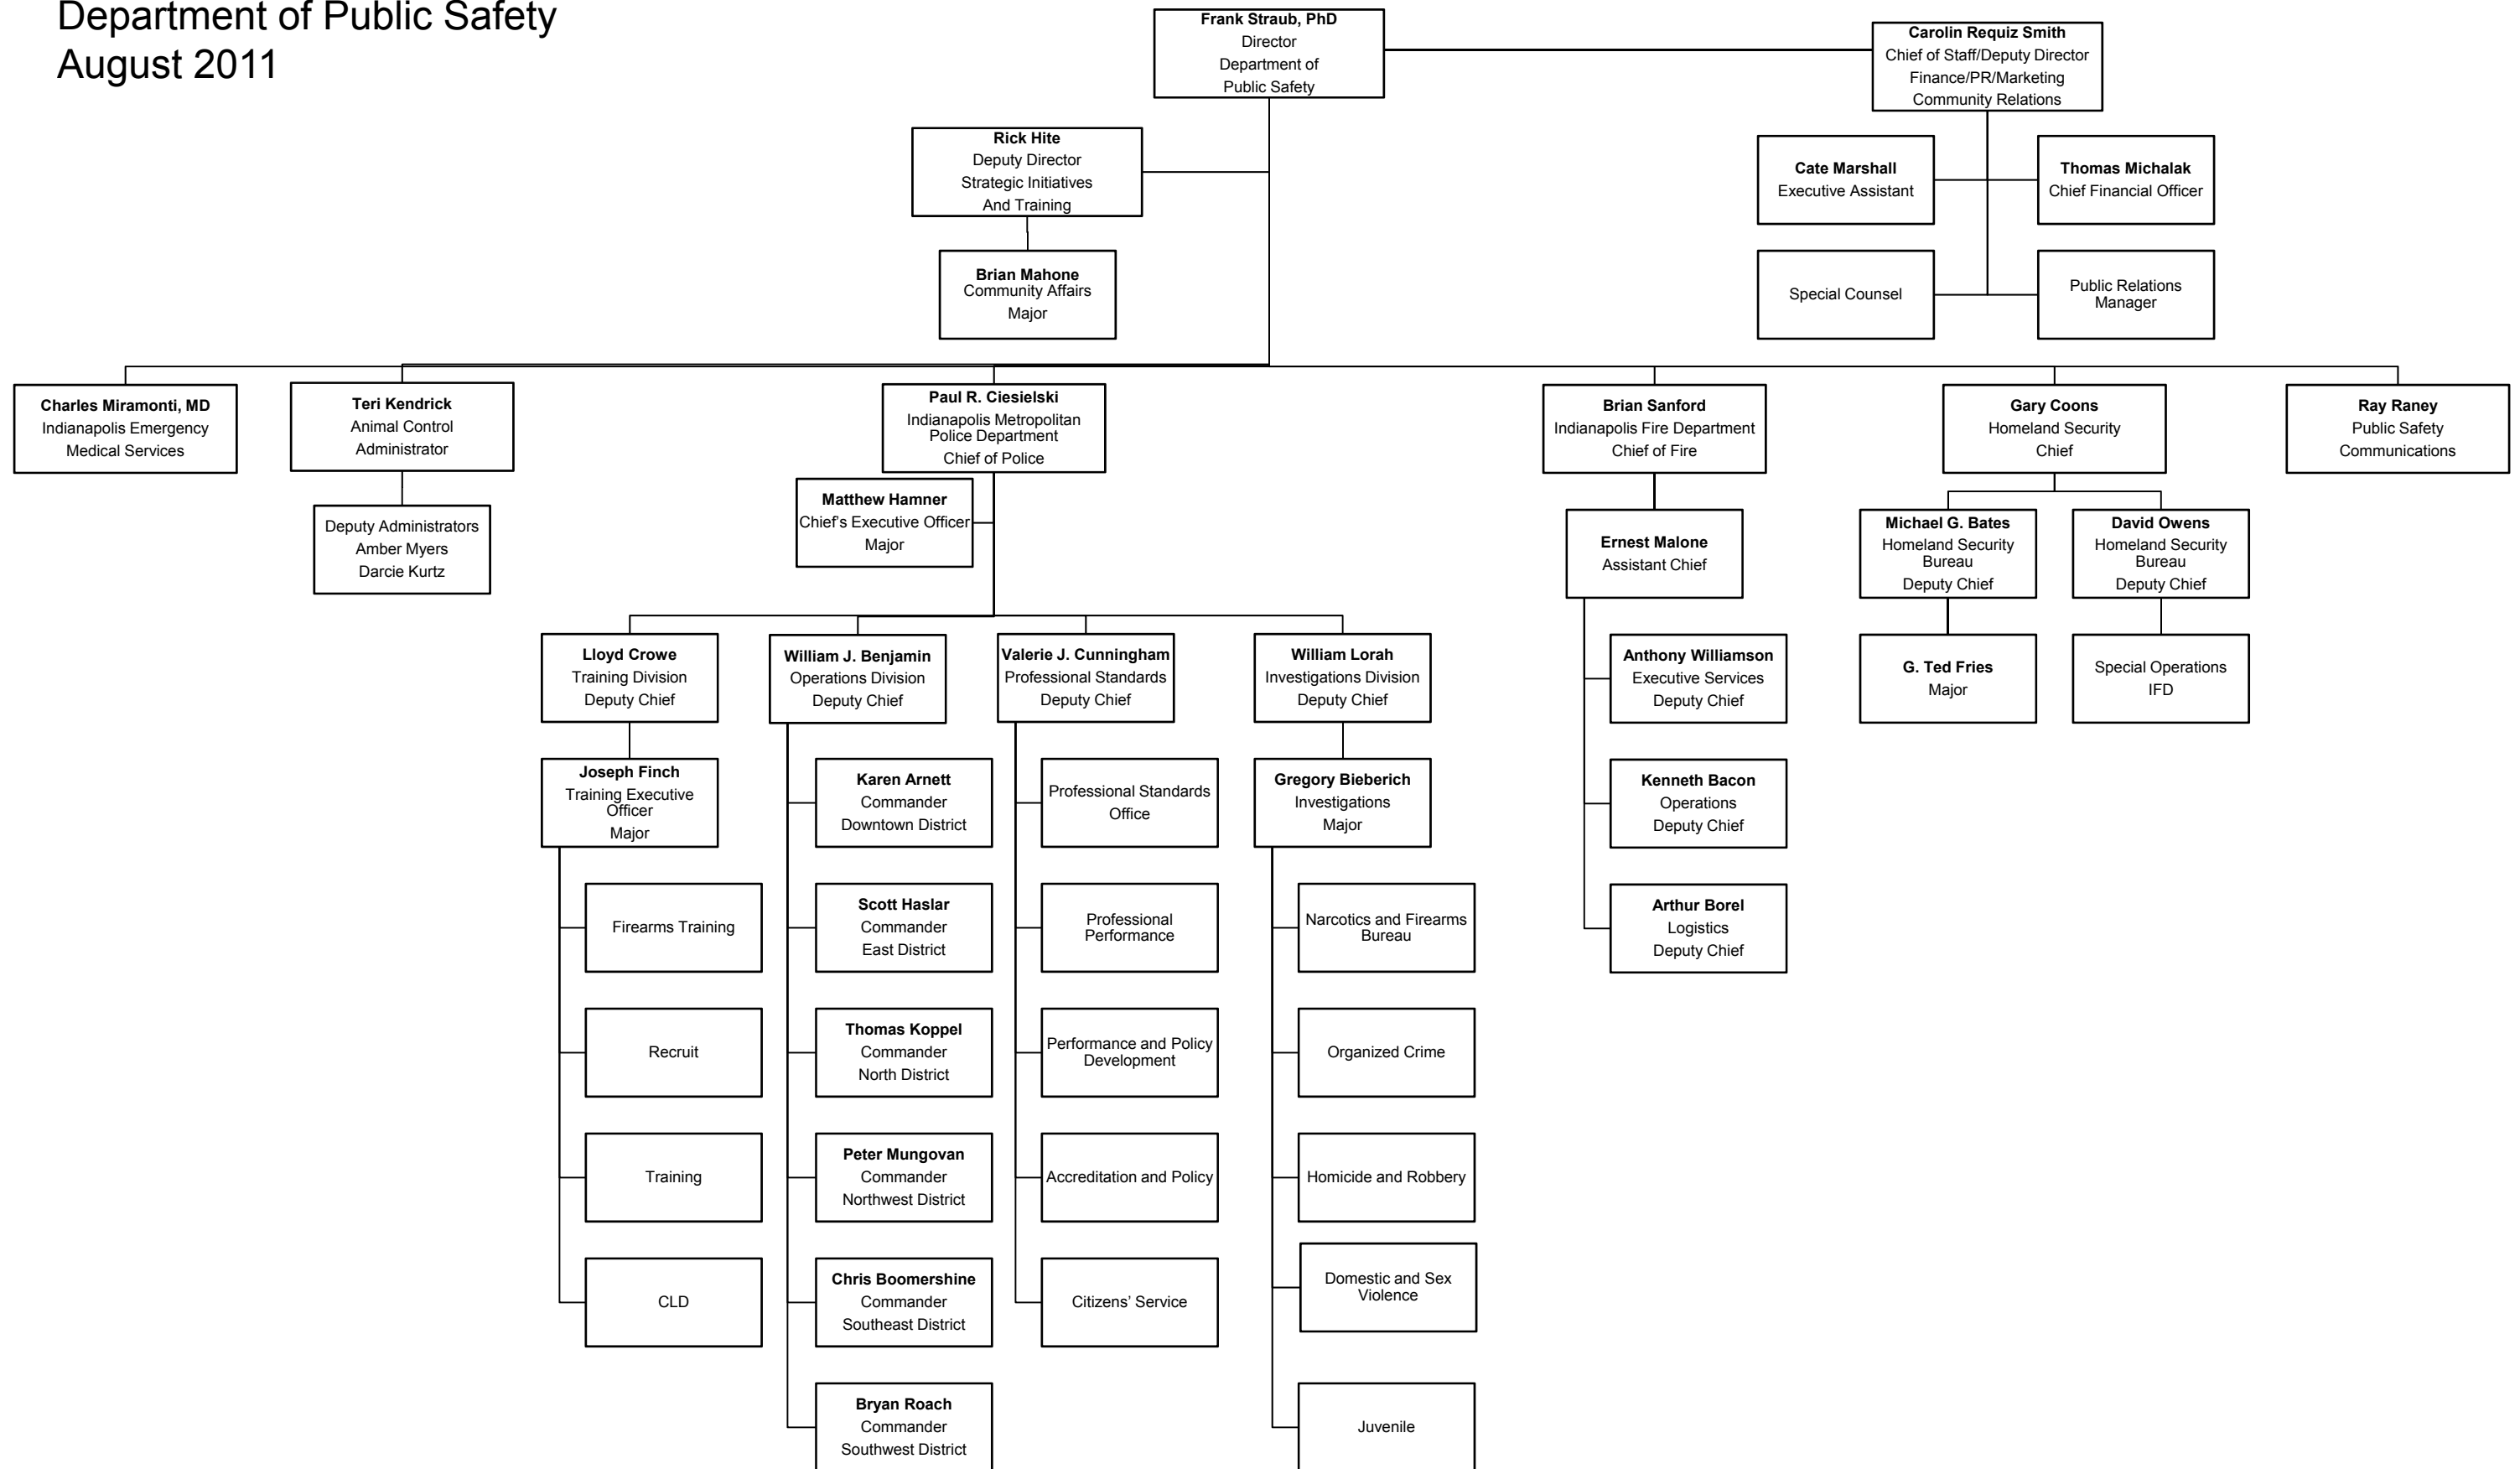 Department of Public Safety
August 2011
Frank Straub, PhD
Director
Department of
Public Safety
Carolin Requiz Smith
Chief of Staff/Deputy Director
Finance/PR/Marketing
Community Relations
Rick Hite
Deputy Director
Strategic Initiatives
And Training
Cate Marshall
Executive Assistant
Thomas Michalak
Chief Financial Officer
Brian Mahone
Community Affairs
Major
Special Counsel
Public Relations
Manager
Charles Miramonti, MD
Indianapolis Emergency
Medical Services
Teri Kendrick
Animal Control
Administrator
Paul R. Ciesielski
Indianapolis Metropolitan
Police Department
Chief of Police
Brian Sanford
Indianapolis Fire Department
Chief of Fire
Gary Coons
Homeland Security
Chief
Ray Raney
Public Safety
Communications
Matthew Hamner
Chief's Executive Officer
Major
Deputy Administrators
Amber Myers
Darcie Kurtz
Ernest Malone
Assistant Chief
Michael G. Bates
Homeland Security
Bureau
Deputy Chief
David Owens
Homeland Security
Bureau
Deputy Chief
Lloyd Crowe
Training Division
Deputy Chief
William J. Benjamin
Operations Division
Deputy Chief
Valerie J. Cunningham
Professional Standards
Deputy Chief
William Lorah
Investigations Division
Deputy Chief
Anthony Williamson
Executive Services
Deputy Chief
G. Ted Fries
Major
Special Operations
IFD
Joseph Finch
Training Executive
Officer
Major
Karen Arnett
Commander
Downtown District
Professional Standards
Office
Gregory Bieberich
Investigations
Major
Kenneth Bacon
Operations
Deputy Chief
Firearms Training
Scott Haslar
Commander
East District
Professional
Performance
Narcotics and Firearms
Bureau
Arthur Borel
Logistics
Deputy Chief
Recruit
Thomas Koppel
Commander
North District
Performance and Policy
Development
Organized Crime
Training
Peter Mungovan
Commander
Northwest District
Accreditation and Policy
Homicide and Robbery
CLD
Chris Boomershine
Commander
Southeast District
Citizens' Service
Domestic and Sex
Violence
Bryan Roach
Commander
Southwest District
Juvenile